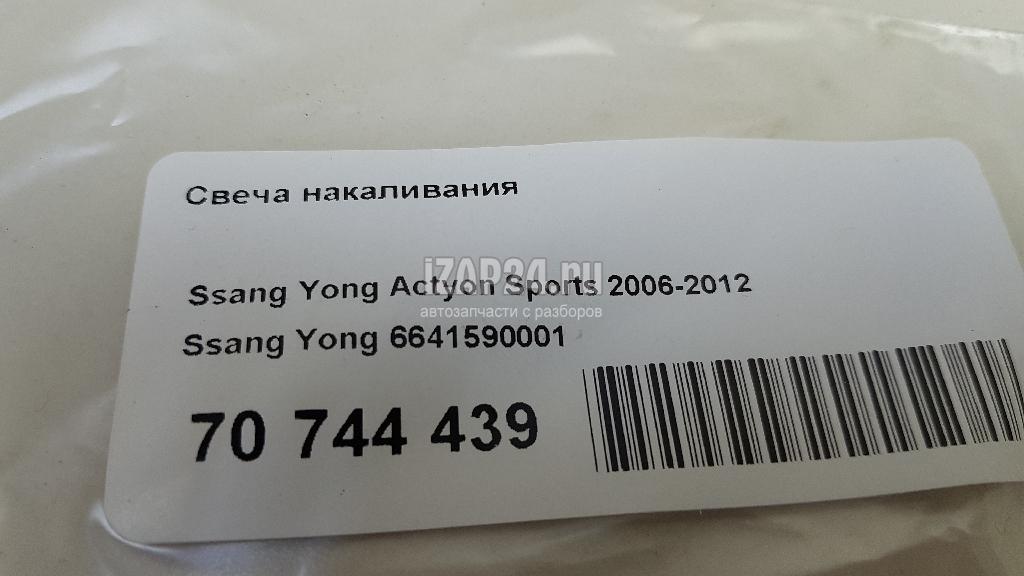 Свеча накаливания
iZAP24.ru
Ssang Yong Actyon Sports 2006-2012
автозапчасти с разборов
Ssang Yong 6641590001
70 744 439